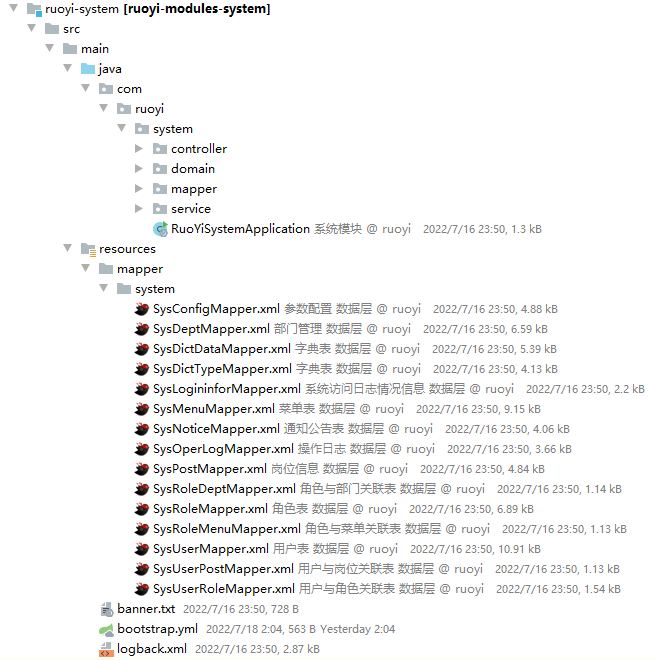 ruoyi-system [ruoyi-modules-system]
src
main
java
com
ruoyi
system
controller
domain
mapper
service
RuoYiSystemApplication 系统模块 @ ruoyi 2022/7/16 23:50, 1.3 kB
resources
mapper
system
SysConfigMapper.xml 参数配置 数据层 @ ruoyi 2022/7/16 23:50, 4.88 kB
SysDeptMapper.xml 部门管理 数据层 @ ruoyi 2022/7/16 23:50, 6.59 kB
SysDictDataMapper.xml 字典表 数据层 @ ruoyi 2022/7/16 23:50, 5.39 kB
SysDictTypeMapper.xml 字典表 数据层 @ ruoyi 2022/7/16 23:50, 4.13 kB
SysLogininforMapper.xml 系统访问日志情况信息 数据层 @ ruoyi 2022/7/16 23:50, 2.2 kB
SysMenuMapper.xml 菜单表 数据层 @ ruoyi 2022/7/16 23:50, 9.15 kB
SysNoticeMapper.xml 通知公告表 数据层 @ ruoyi 2022/7/16 23:50, 4.06 kB
SysOperLogMapper.xml 操作日志 数据层 @ ruoyi 2022/7/16 23:50, 3.66 kB
SysPostMapper.xml 岗位信息 数据层 @ ruoyi 2022/7/16 23:50, 4.84 kB
SysRoleDeptMapper.xml 角色与部门关联表 数据层 @ ruoyi 2022/7/16 23:50, 1.14 kB
SysRoleMapper.xml 角色表 数据层 @ ruoyi 2022/7/16 23:50, 6.89 kB
SysRoleMenuMapper.xml 角色与菜单关联表 数据层 @ ruoyi 2022/7/16 23:50, 1.13 kB
SysUserMapper.xml 用户表 数据层 @ ruoyi 2022/7/16 23:50, 10.91 kB
SysUserPostMapper.xml 用户与岗位关联表 数据层 @ ruoyi 2022/7/16 23:50, 1.13 kB
SysUserRoleMapper.xml 用户与角色关联表 数据层 @ ruoyi 2022/7/16 23:50, 1.54 kB
banner.txt 2022/7/16 23:50, 728 B
bootstrap.yml 2022/7/18 2:04, 563 B Yesterday 2:04
logback.xml 2022/7/16 23:50, 2.87 kB